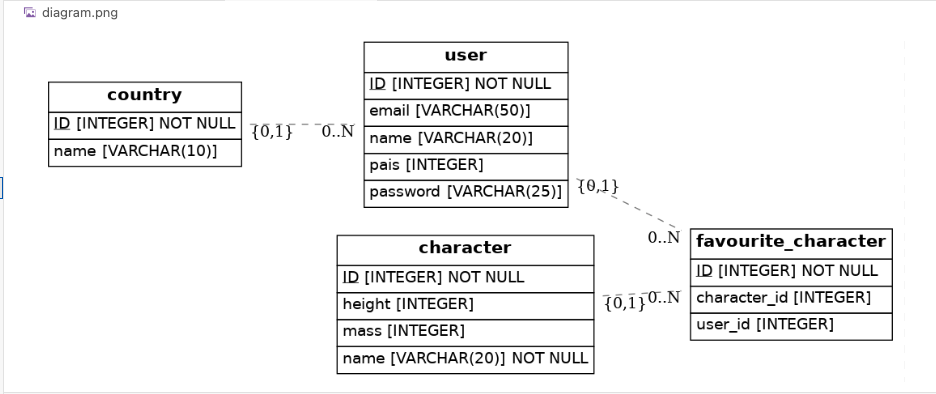 diagram.png
user
ID [INTEGER] NOT NULL
email [VARCHAR(50)]
name [VARCHAR(20)]
pais [INTEGER]
password [VARCHAR(25)]
country
ID [INTEGER] NOT NULL
name [VARCHAR(10)]
{0,1}
0..N
{0,1}
0..N
character
ID [INTEGER] NOT NULL
height [INTEGER]
mass [INTEGER]
name [VARCHAR(20)] NOT NULL
{0,1}
0..N
favourite_character
ID [INTEGER] NOT NULL
character_id [INTEGER]
user_id [INTEGER]